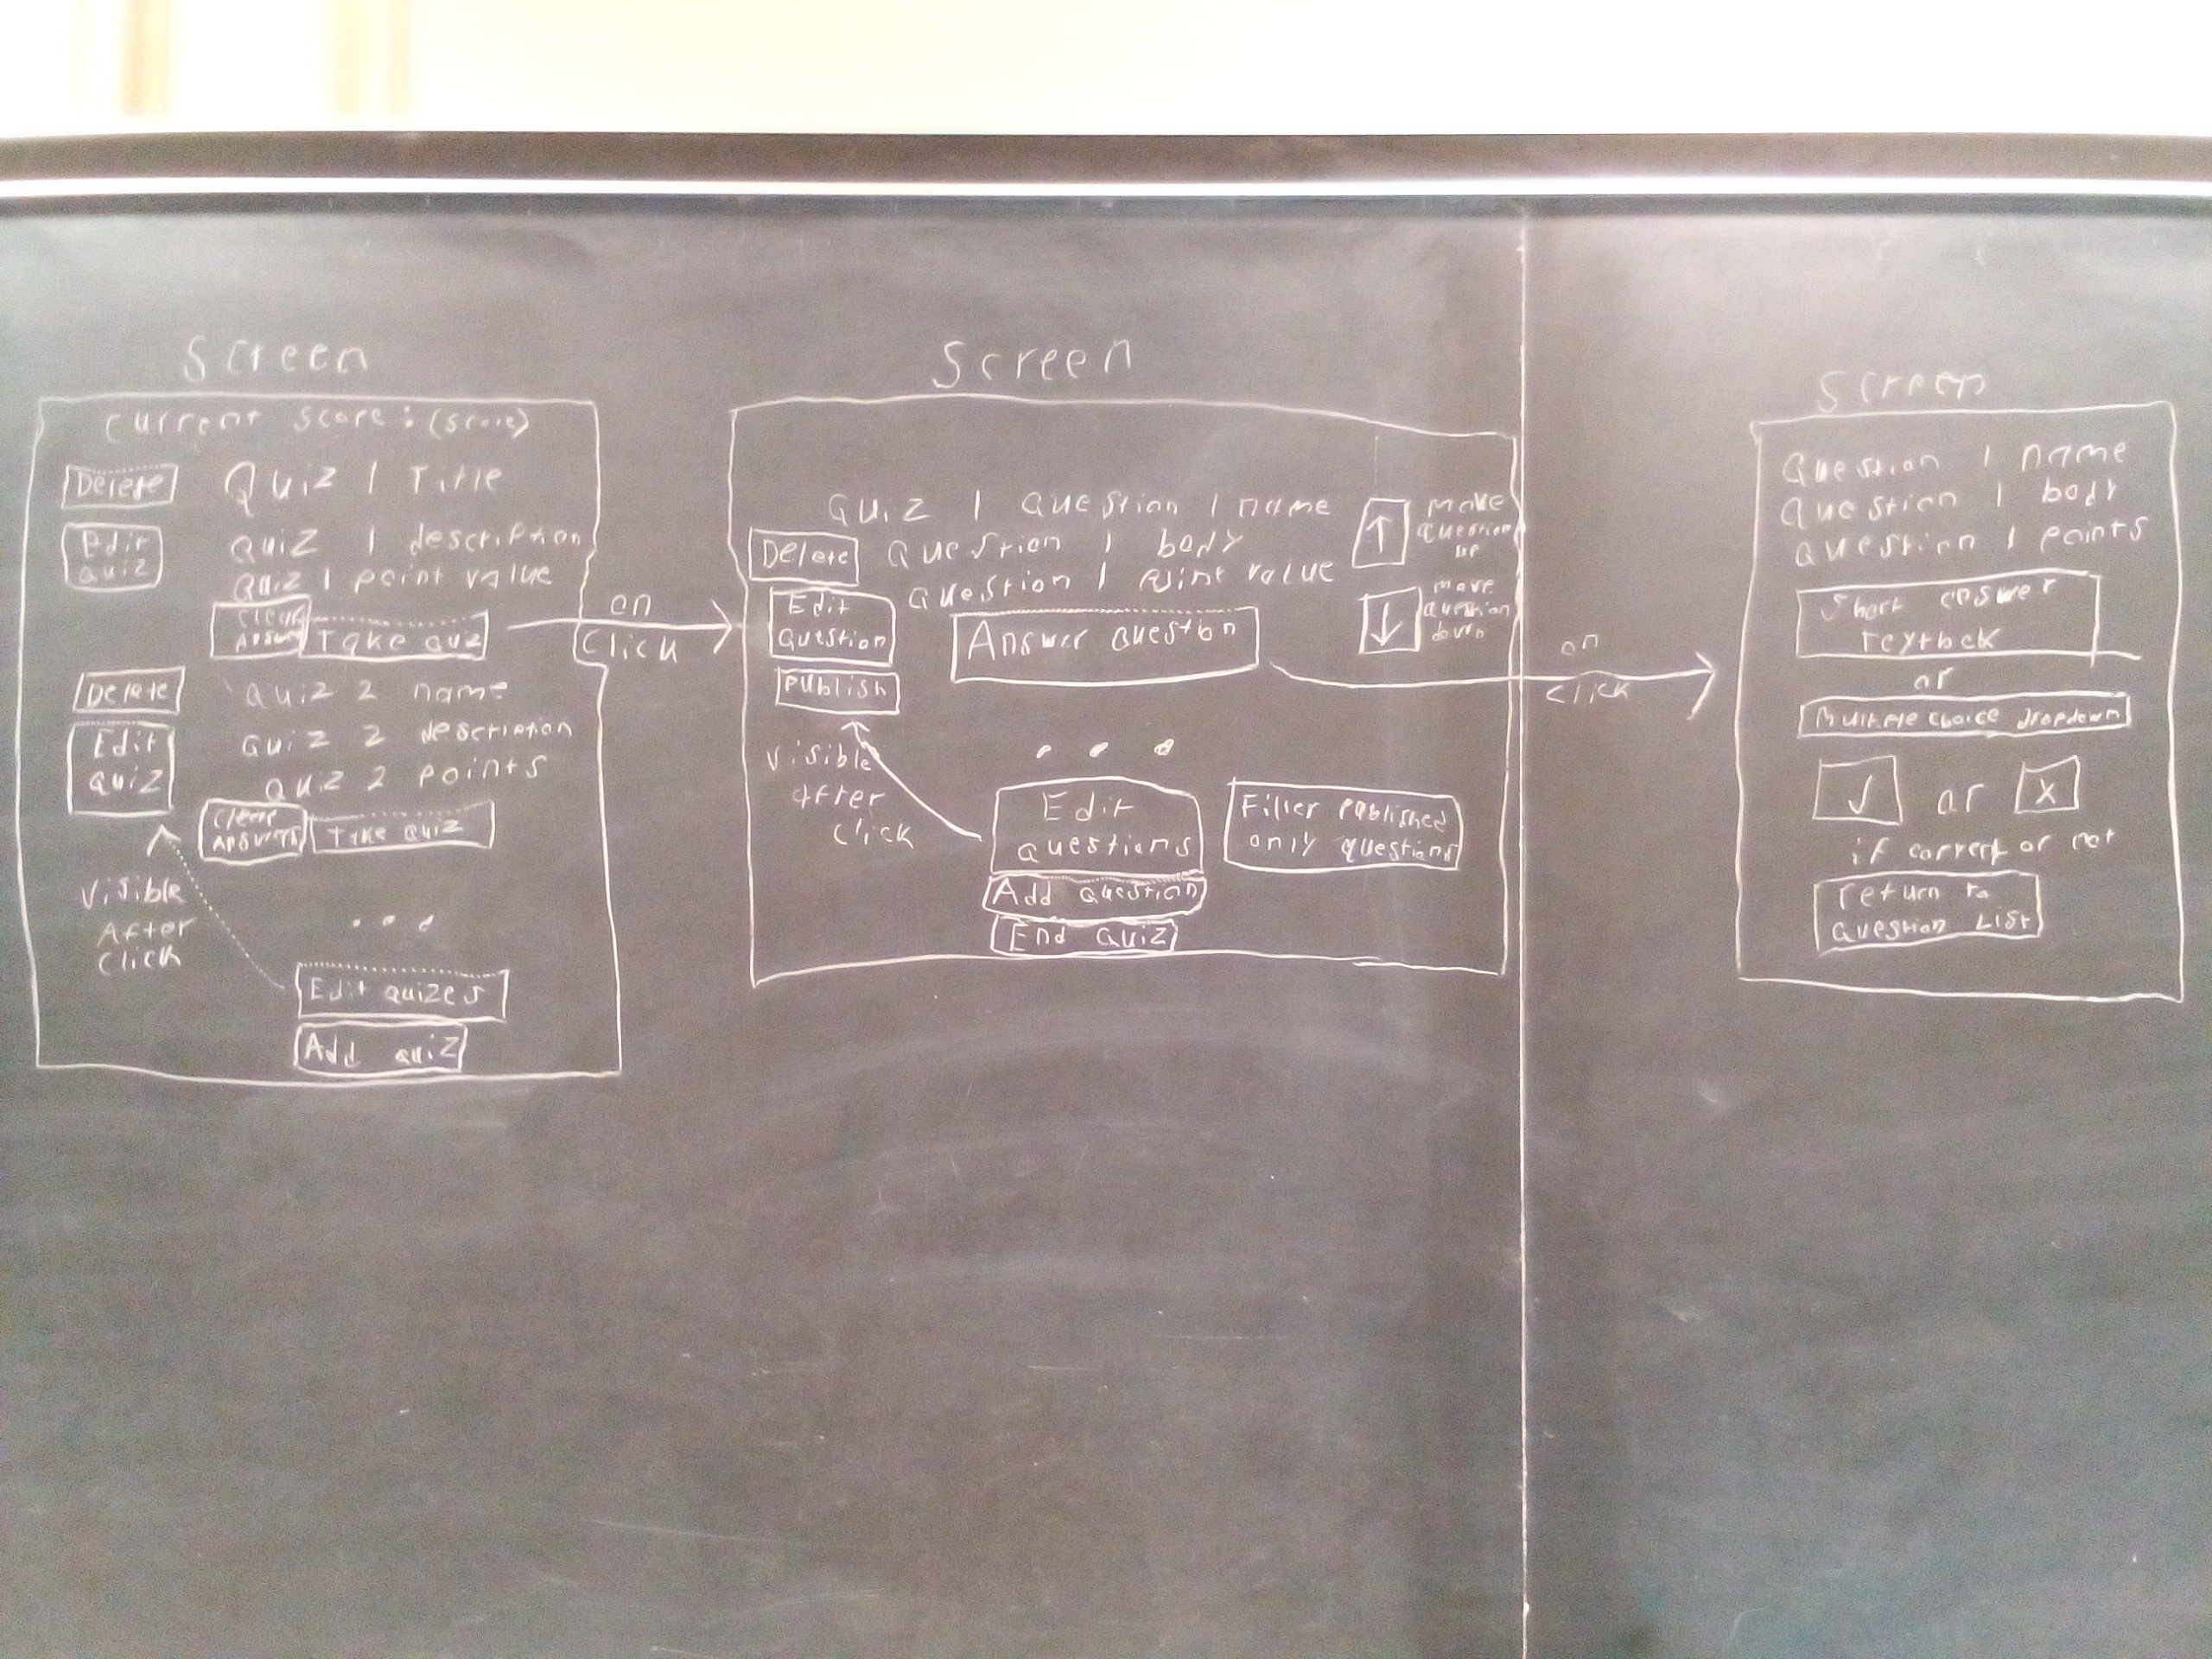 Screen
Current Score: (score)
Delete
Quiz 1 Title
Edit
quiz
Quiz 1 description
Quiz 1 point value
Clear
Answers
Take quiz
Delete
Quiz 2 name
Edit
quiz
Quiz 2 description
Quiz 2 points
Clear
Answers
Take quiz
Visible
After
Click
. . .
Edit quizes
Add quiz
on
Click
Screen
Quiz 1 Question 1 name
Delete
Question 1 body
Question 1 point value
Edit
Question
Publish
Answer question
↑
make
question
up
↓
move
question
down
Visible
after
click
. . .
Edit
questions
Filter published
only questions
Add question
End quiz
on
click
Screen
Question 1 name
Question 1 body
Question 1 points
Short answer
textbox
or
Multiple choice dropdown
✓ or X
if correct or not
return to
question List